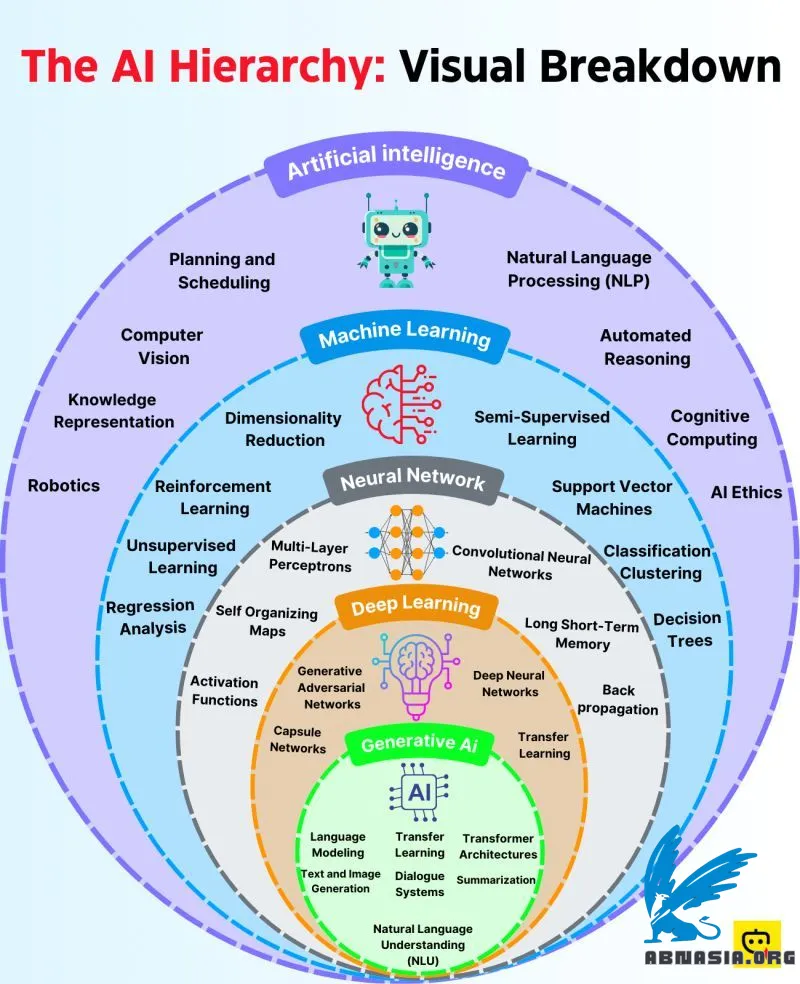 The AI Hierarchy: Visual Breakdown
Artificial intelligence
Planning and
Scheduling
Natural Language
Processing (NLP)
Computer
Vision
Automated
Reasoning
Knowledge
Representation
Cognitive
Computing
Robotics
AI Ethics
Machine Learning
Dimensionality
Reduction
Semi-Supervised
Learning
Reinforcement
Learning
Support Vector
Machines
Unsupervised
Learning
Classification
Clustering
Regression
Analysis
Decision
Trees
Neural Network
Multi-Layer
Perceptrons
Convolutional Neural
Networks
Self Organizing
Maps
Long Short-Term
Memory
Activation
Functions
Back
propagation
Deep Learning
Generative
Adversarial
Networks
Deep Neural
Networks
Capsule
Networks
Transfer
Learning
Generative Ai
AI
Language
Modeling
Transfer
Learning
Transformer
Architectures
Text and Image
Generation
Dialogue
Systems
Summarization
Natural Language
Understanding
(NLU)
ABNASIA.ORG